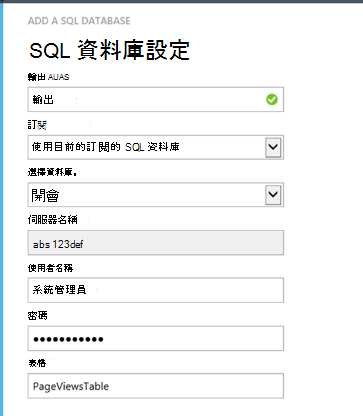 ADD A SQL DATABASE
SQL 資料庫設定
輸出 AUAS
輸出
訂閱
使用目前的訂閱的 SQL 資料庫
選擇資料庫。
開會
伺服器名稱
abs 123def
使用者名稱
系統管理員
密碼
●●●●●●●●●●●
表格
PageViewsTable